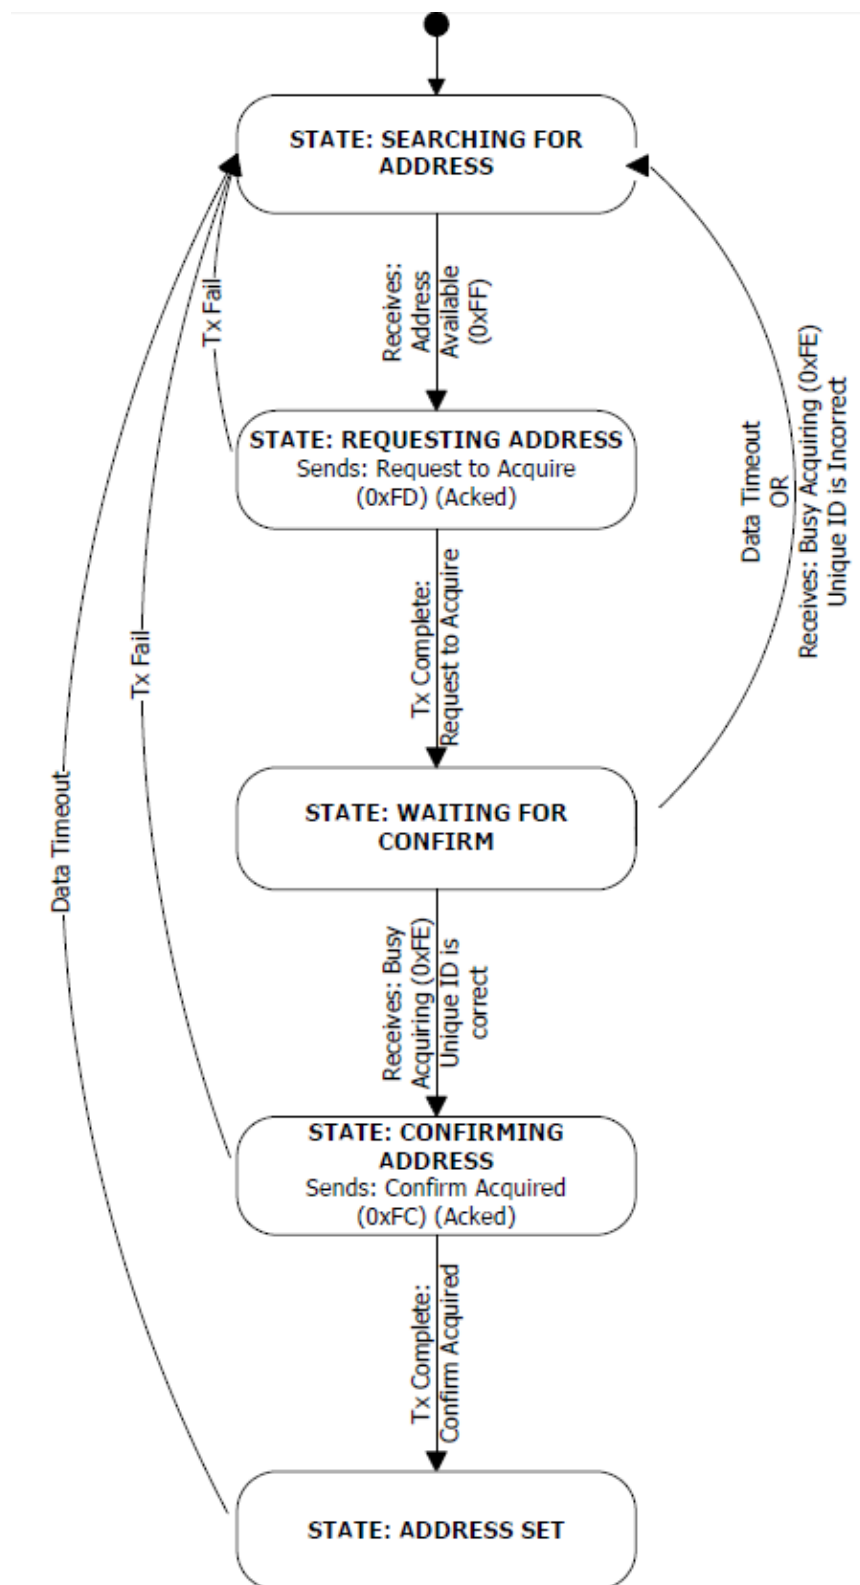 STATE: SEARCHING FOR
ADDRESS
Receives:
Address
Available
(0xFF)
Tx Fail
STATE: REQUESTING ADDRESS
Sends: Request to Acquire
(0xFD) (Acked)
Data Timeout
OR
Receives: Busy Acquiring (0xFE)
Unique ID is Incorrect
Tx Complete:
Request to Acquire
Tx Fail
STATE: WAITING FOR
CONFIRM
Data Timeout
Receives: Busy
Acquiring (0xFE)
Unique ID is
correct
STATE: CONFIRMING
ADDRESS
Sends: Confirm Acquired
(0xFC) (Acked)
Tx Complete:
Confirm Acquired
STATE: ADDRESS SET